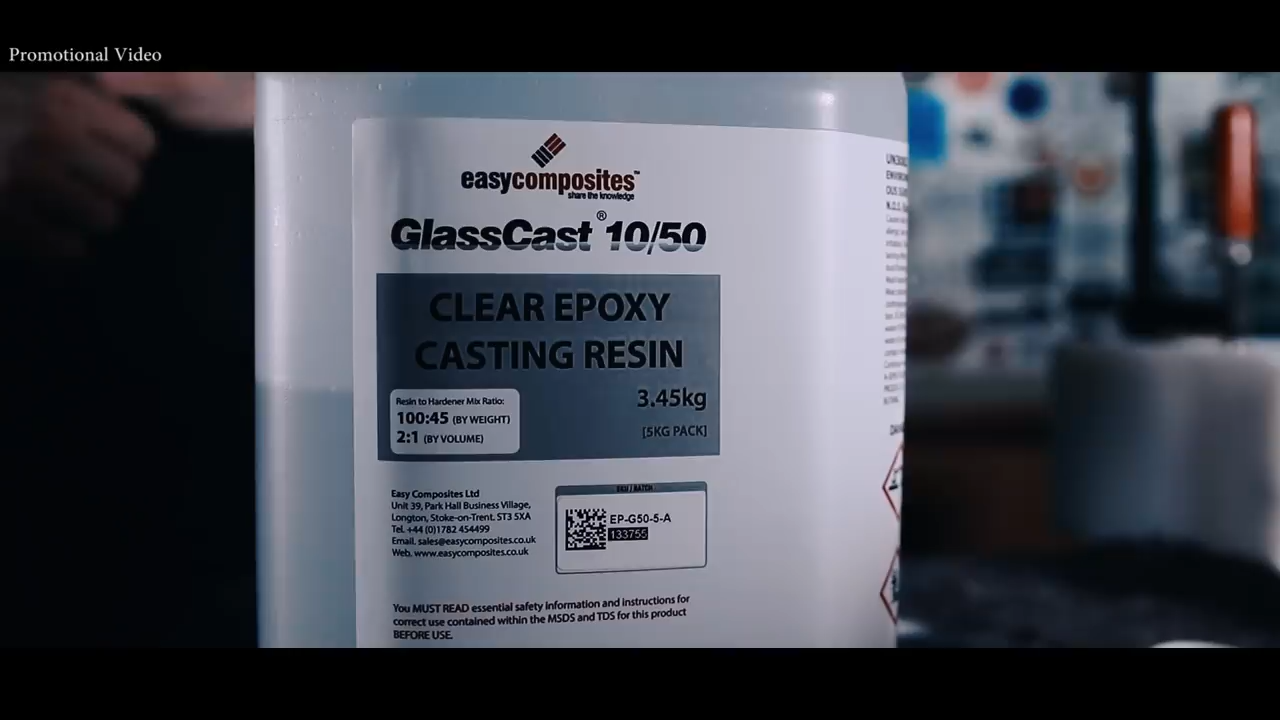 Promotional Video
easycomposites™
share the knowledge
GlassCast® 10/50
CLEAR EPOXY
CASTING RESIN
3.45kg
[5KG PACK]
Resin to Hardener Mix Ratio:
100:45 (BY WEIGHT)
2:1 (BY VOLUME)
Easy Composites Ltd
Unit 39, Park Hall Business Village,
Longton, Stoke-on-Trent. ST3 5XA
Tel. +44 (0)1782 454499
Email. sales@easycomposites.co.uk
Web. www.easycomposites.co.uk
SKU / BATCH
EP-G50-5-A
133755
You MUST READ essential safety information and instructions for
correct use contained within the MSDS and TDS for this product
BEFORE USE.